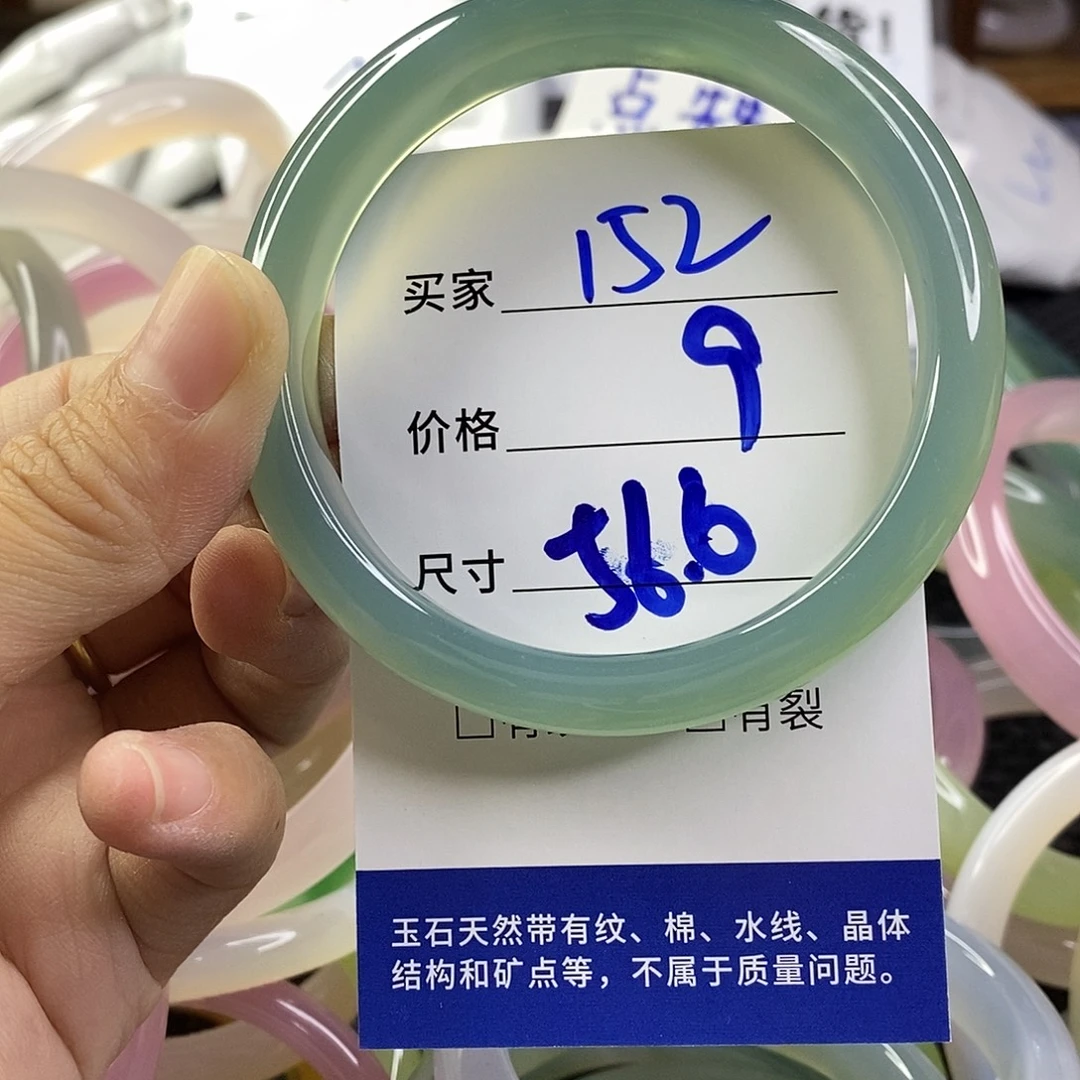 货!
买家 152
价格 9
尺寸 56.6
有裂
玉石天然带有纹、棉、水线、晶体
结构和矿点等，不属于质量问题。